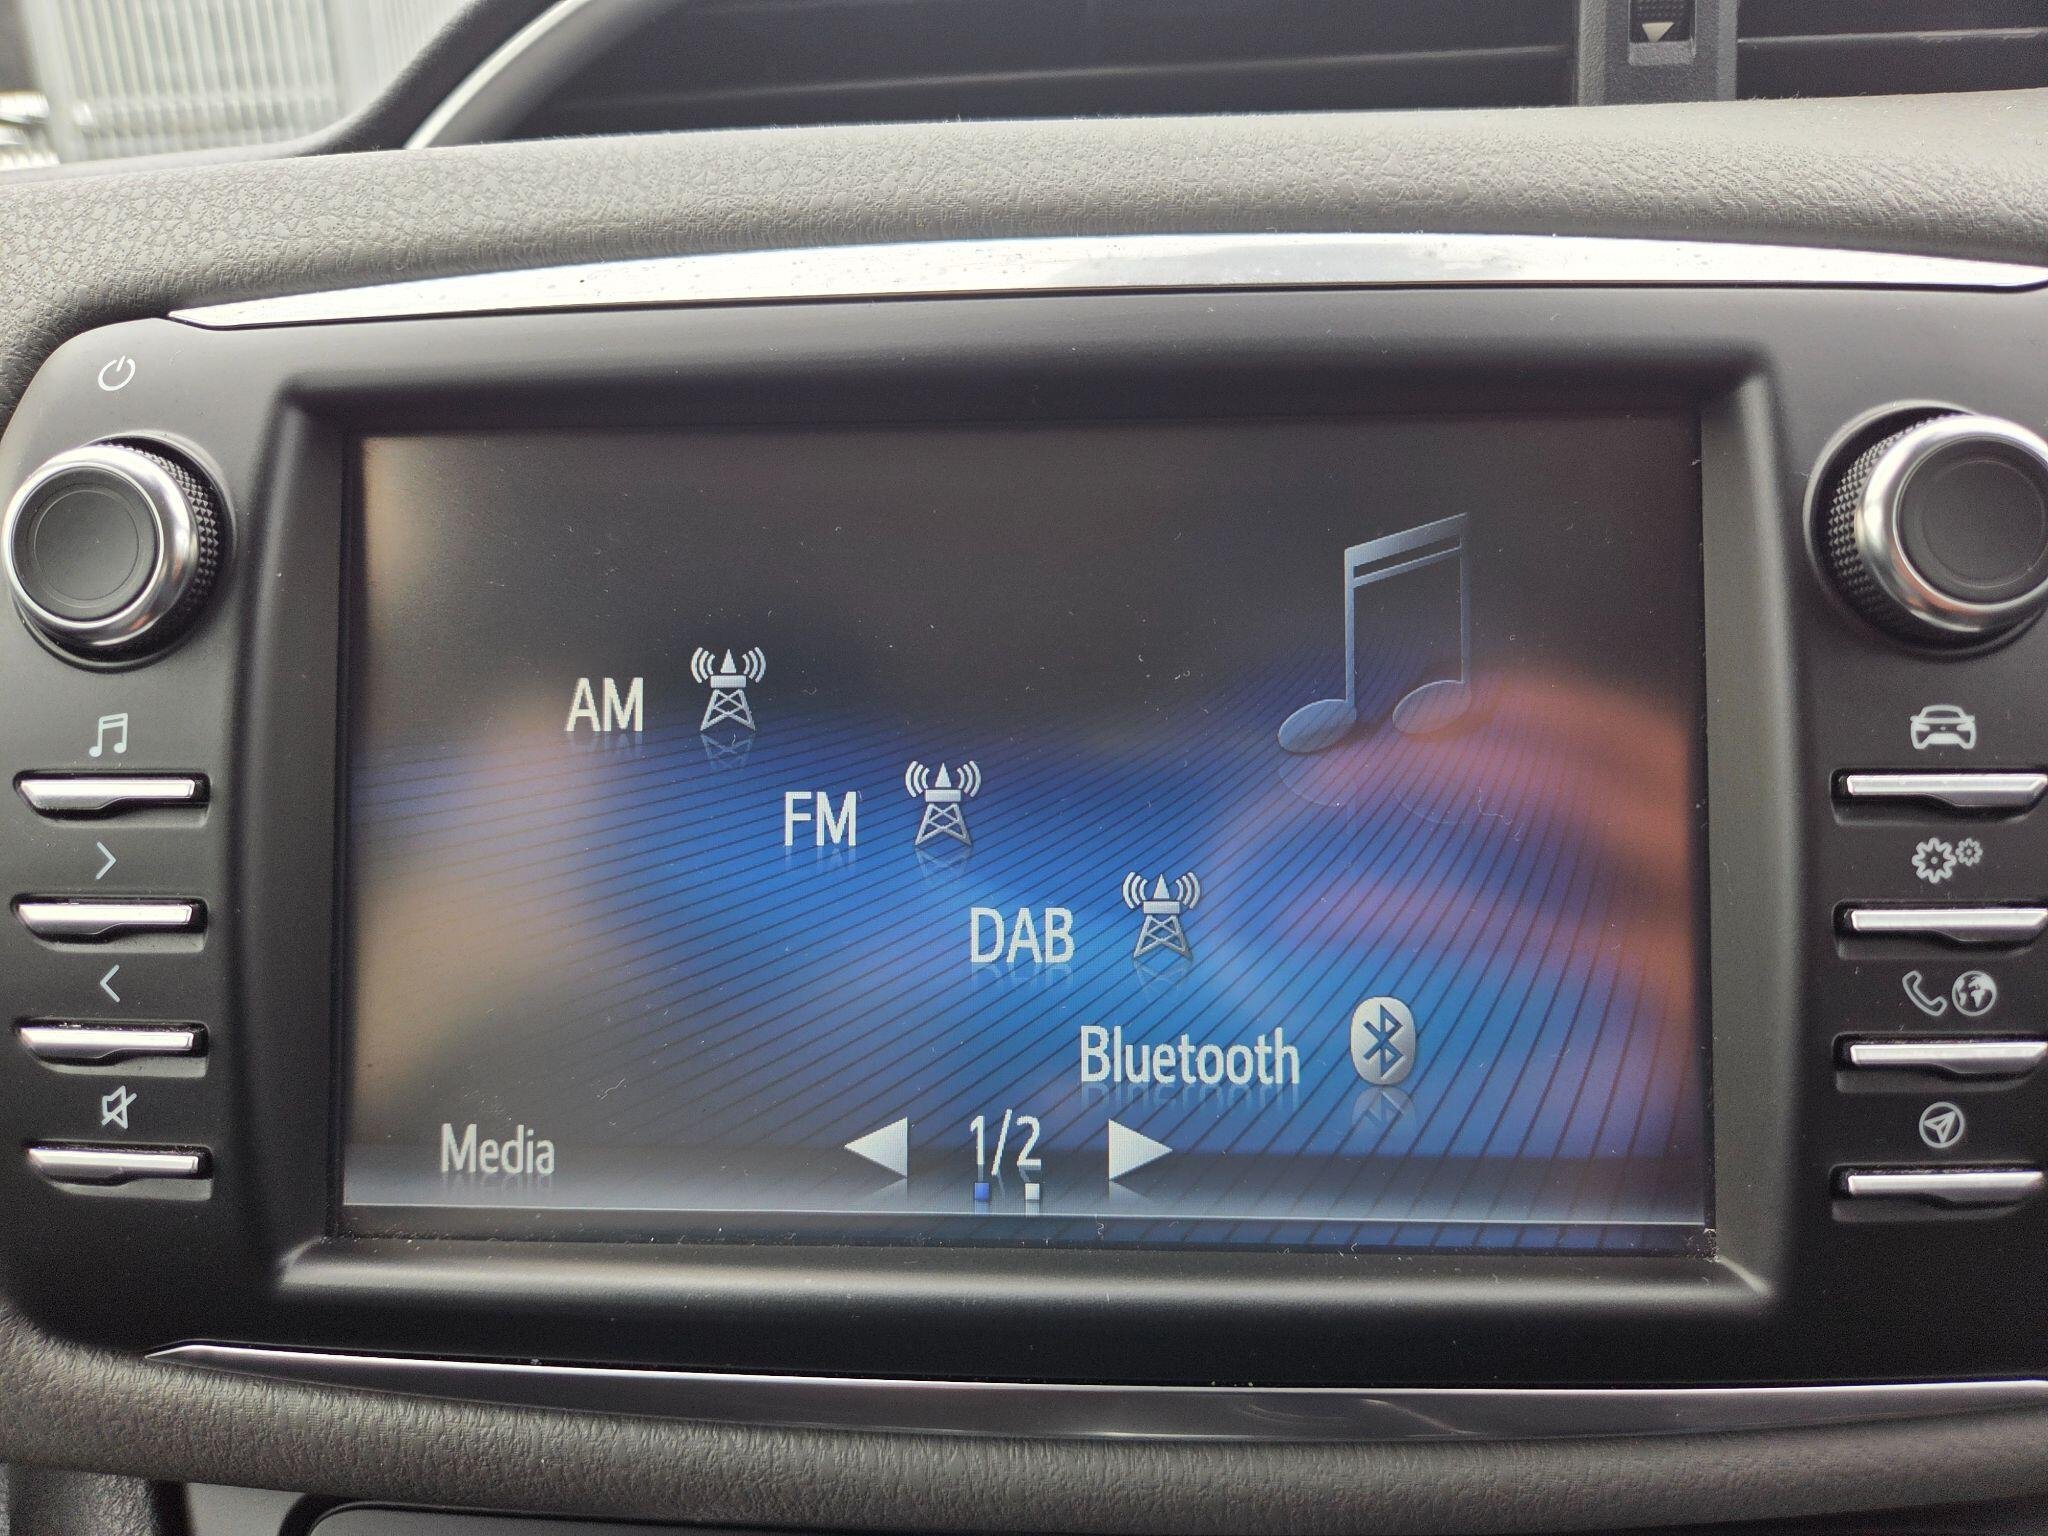 AM
FM
DAB
Bluetooth
Media
1/2